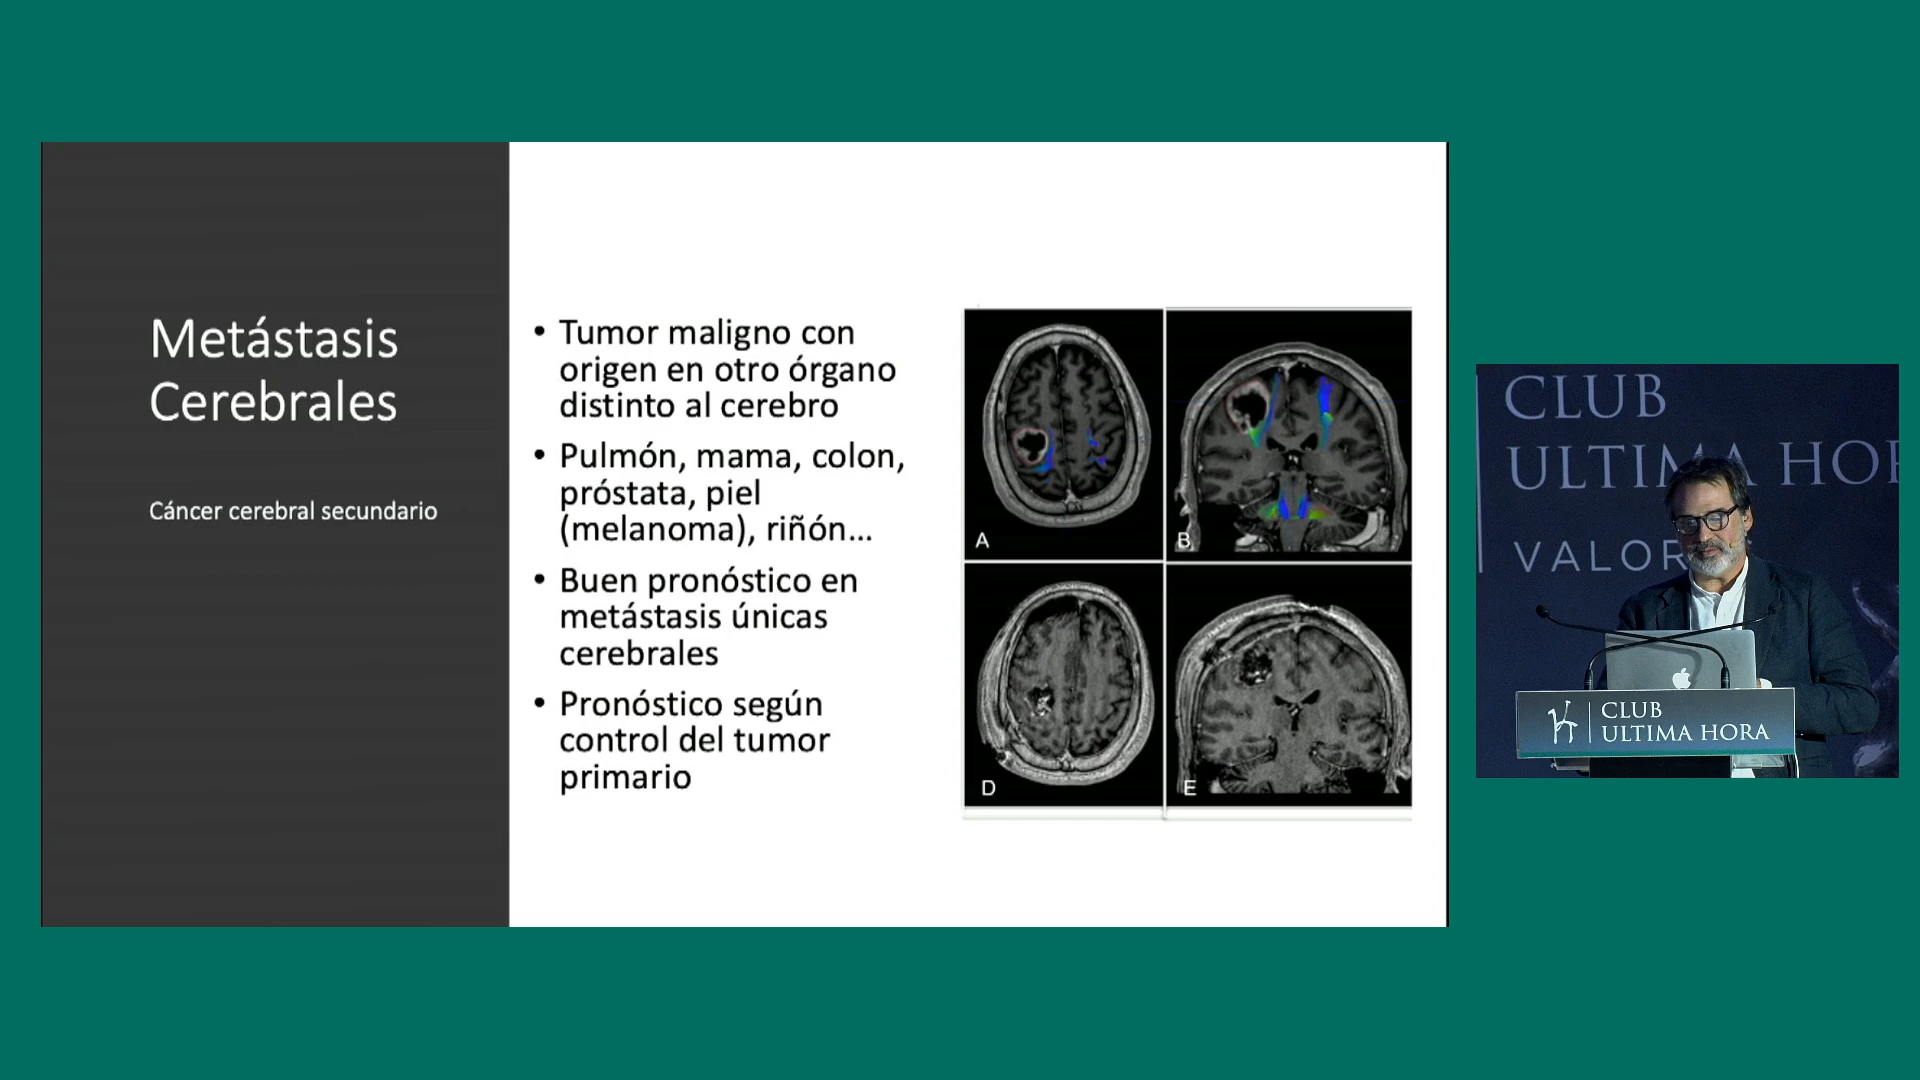 Metástasis
Cerebrales
Cáncer cerebral secundario
• Tumor maligno con
origen en otro órgano
distinto al cerebro
• Pulmón, mama, colon,
próstata, piel
(melanoma), riñón...
• Buen pronóstico en
metástasis únicas
cerebrales
• Pronóstico según
control del tumor
primario
A
B
D
E
CLUB
ULTIMA HOR
VALOR
CLUB
ULTIMA HORA